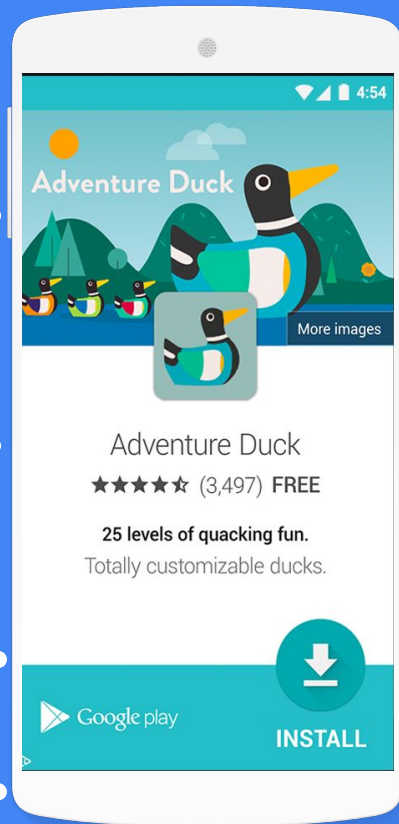 4:54
Adventure Duck
More images
Adventure Duck
(3,497) FREE
25 levels of quacking fun.
Totally customizable ducks.
Google play
INSTALL